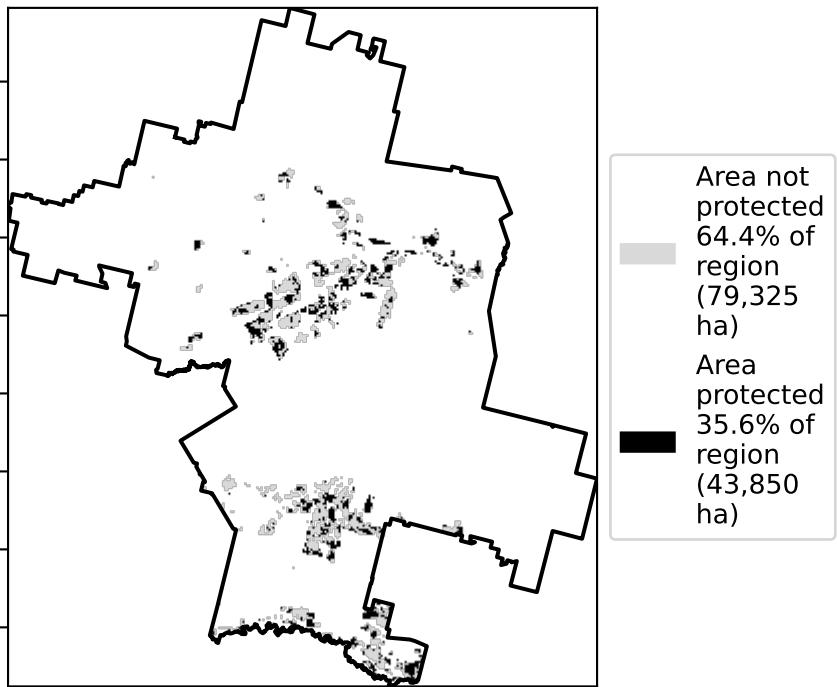 Area not
protected
64.4% of
region
(79,325
ha)
Area
protected
35.6% of
region
(43,850
ha)